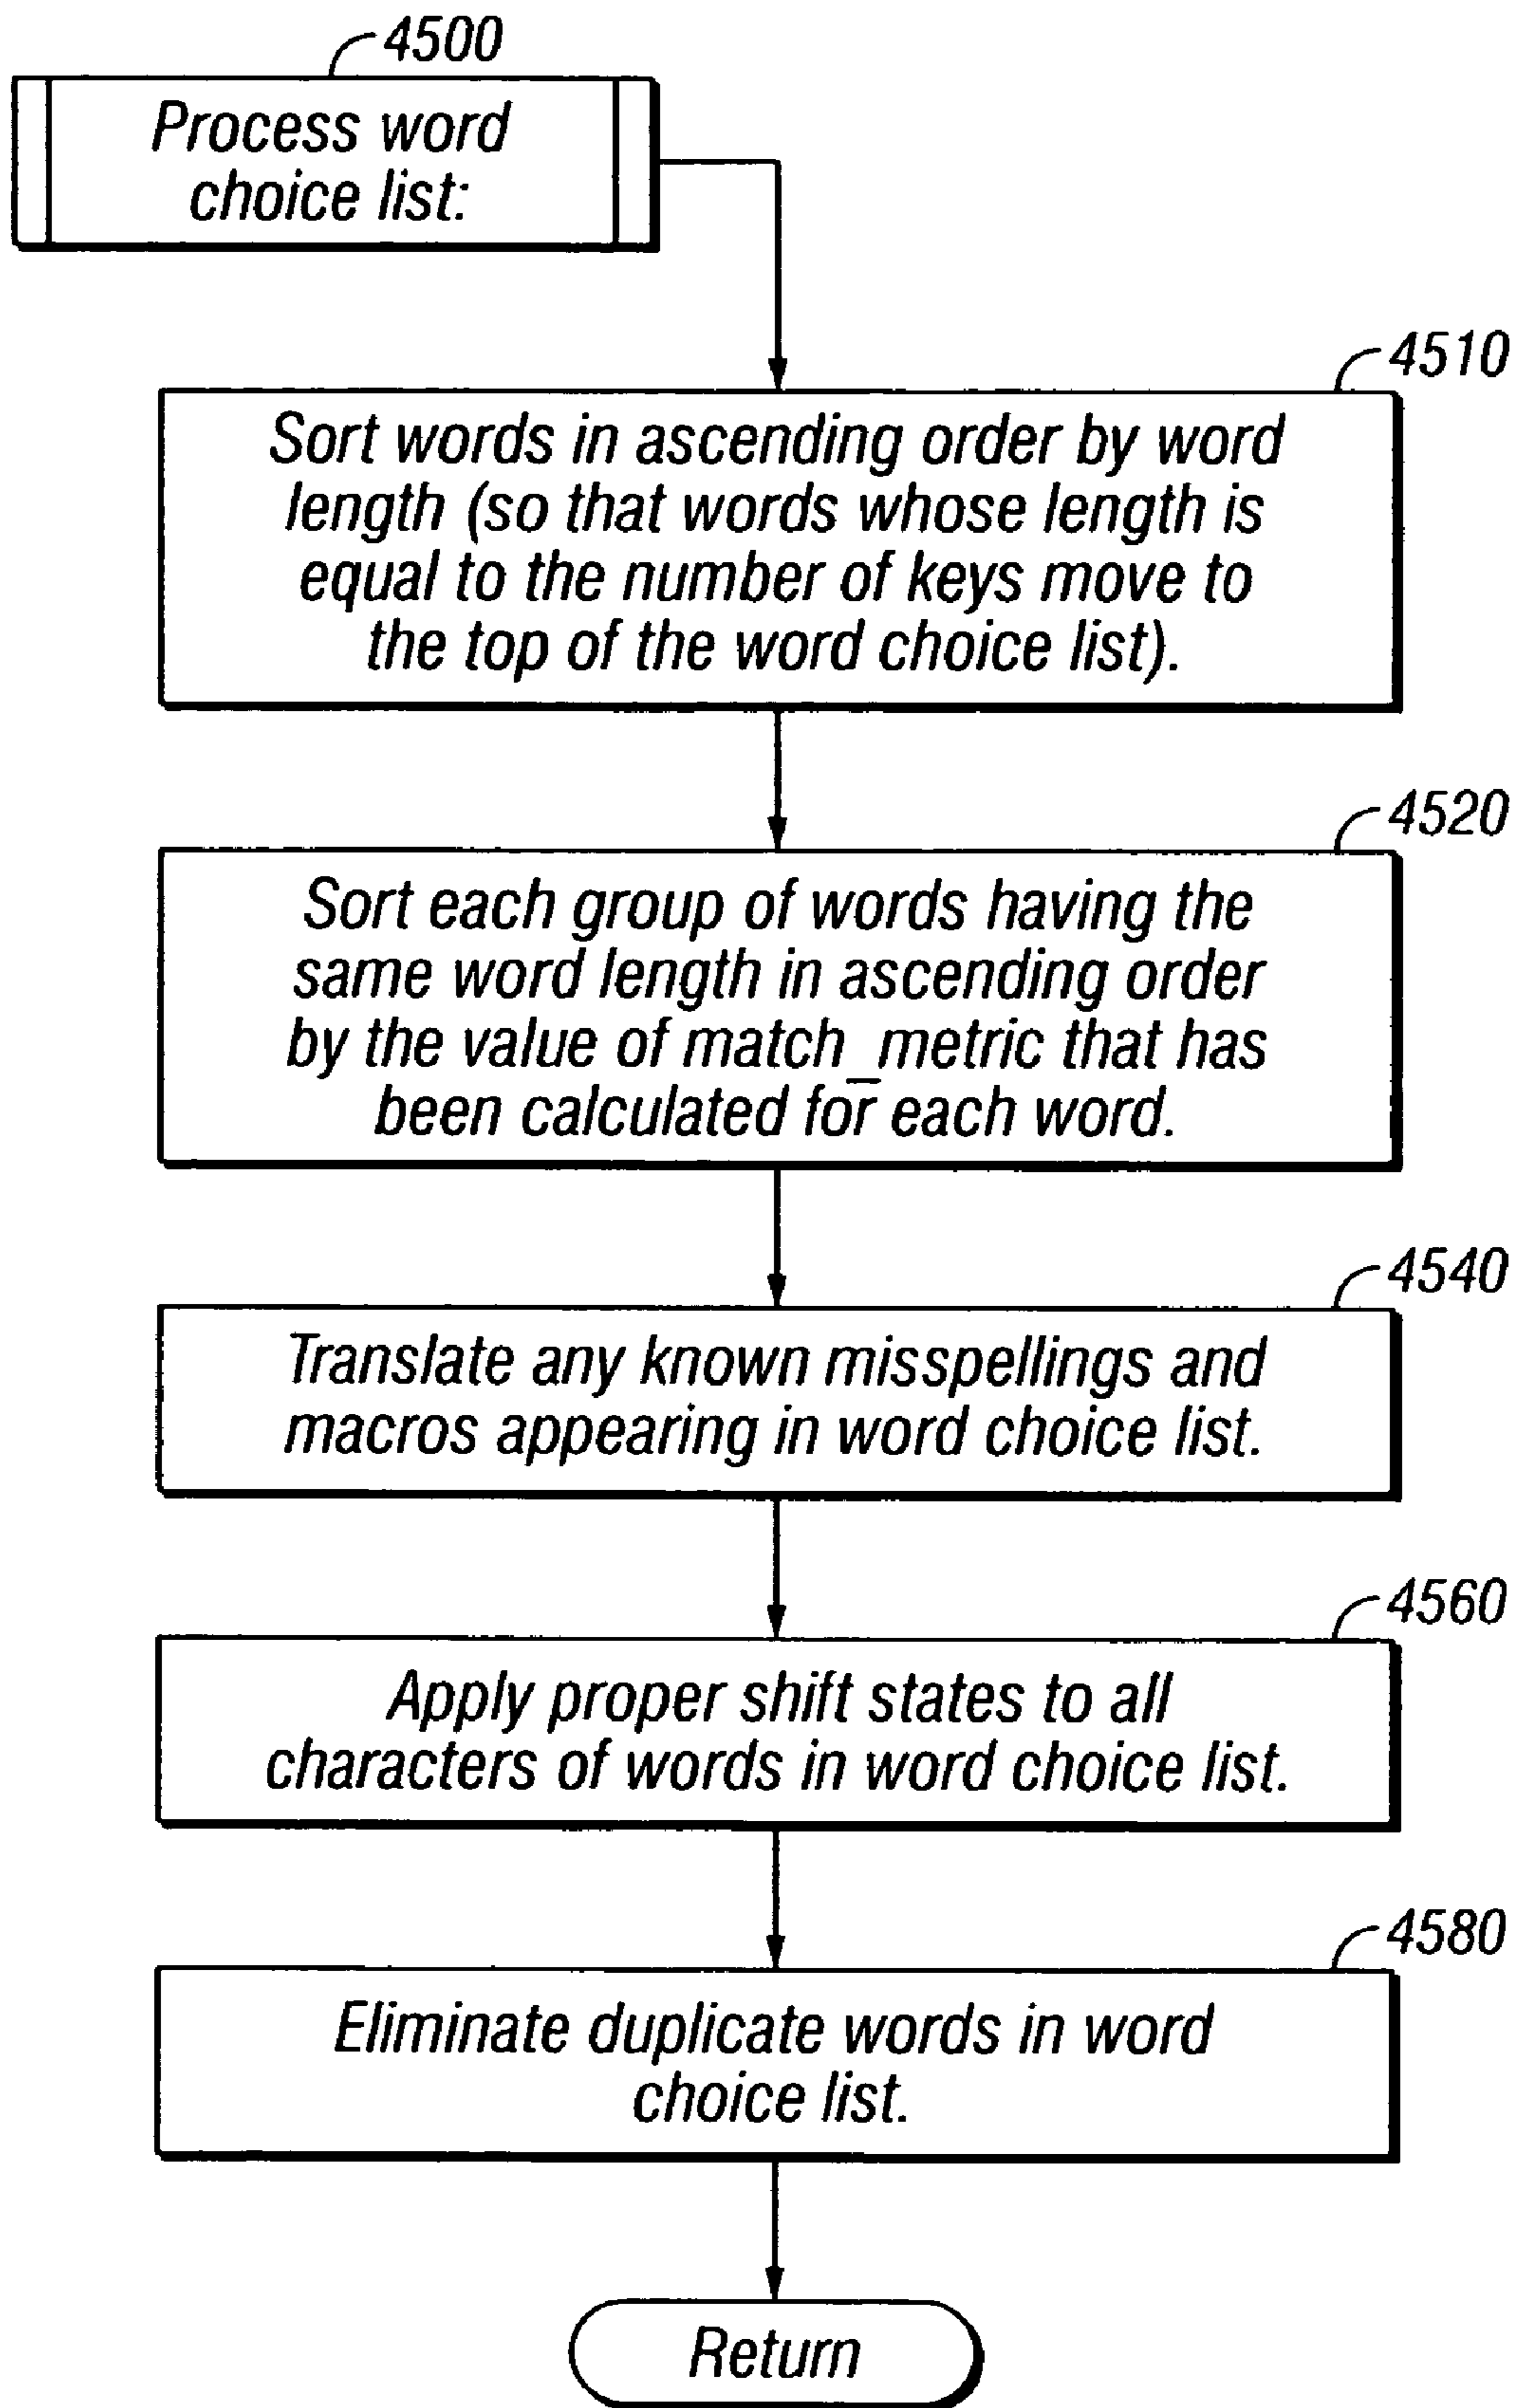 4500
Process word
choice list:
4510
Sort words in ascending order by word
length (so that words whose length is
equal to the number of keys move to
the top of the word choice list).
4520
Sort each group of words having the
same word length in ascending order
by the value of match_metric that has
been calculated for each word.
4540
Translate any known misspellings and
macros appearing in word choice list.
4560
Apply proper shift states to all
characters of words in word choice list.
4580
Eliminate duplicate words in word
choice list.
Return